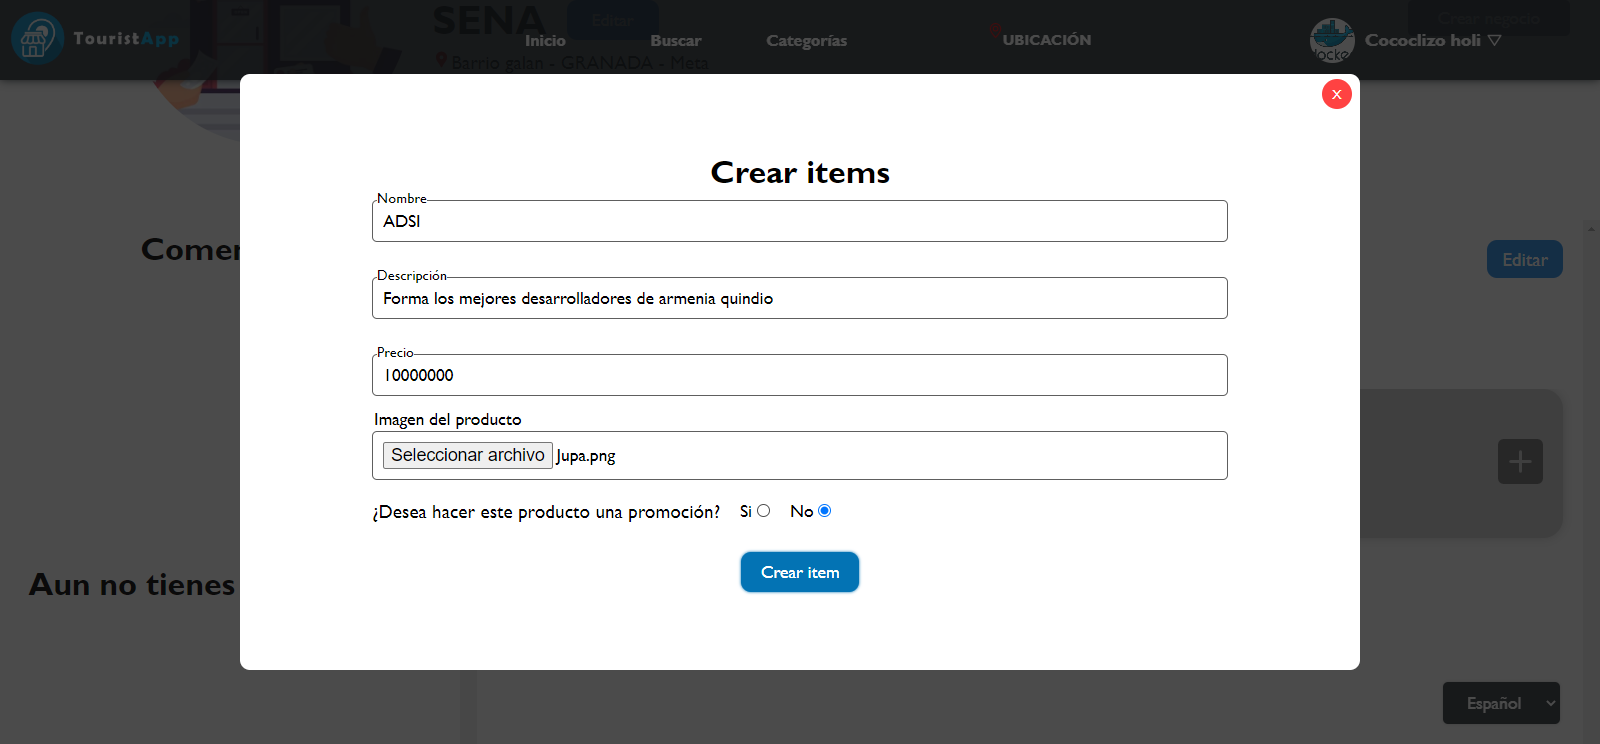 TouristApp
SENA
Editar
Crear negocio
Inicio
Buscar
Categorías
UBICACIÓN
Cococlizo holi
Barrio galan - GRANADA - Meta
X
Crear items
Nombre
ADSI
Comer
Editar
Descripción
Forma los mejores desarrolladores de armenia quindio
Precio
10000000
Imagen del producto
Seleccionar archivo Jupa.png
¿Desea hacer este producto una promoción? Si No
Crear item
Aun no tienes
Español